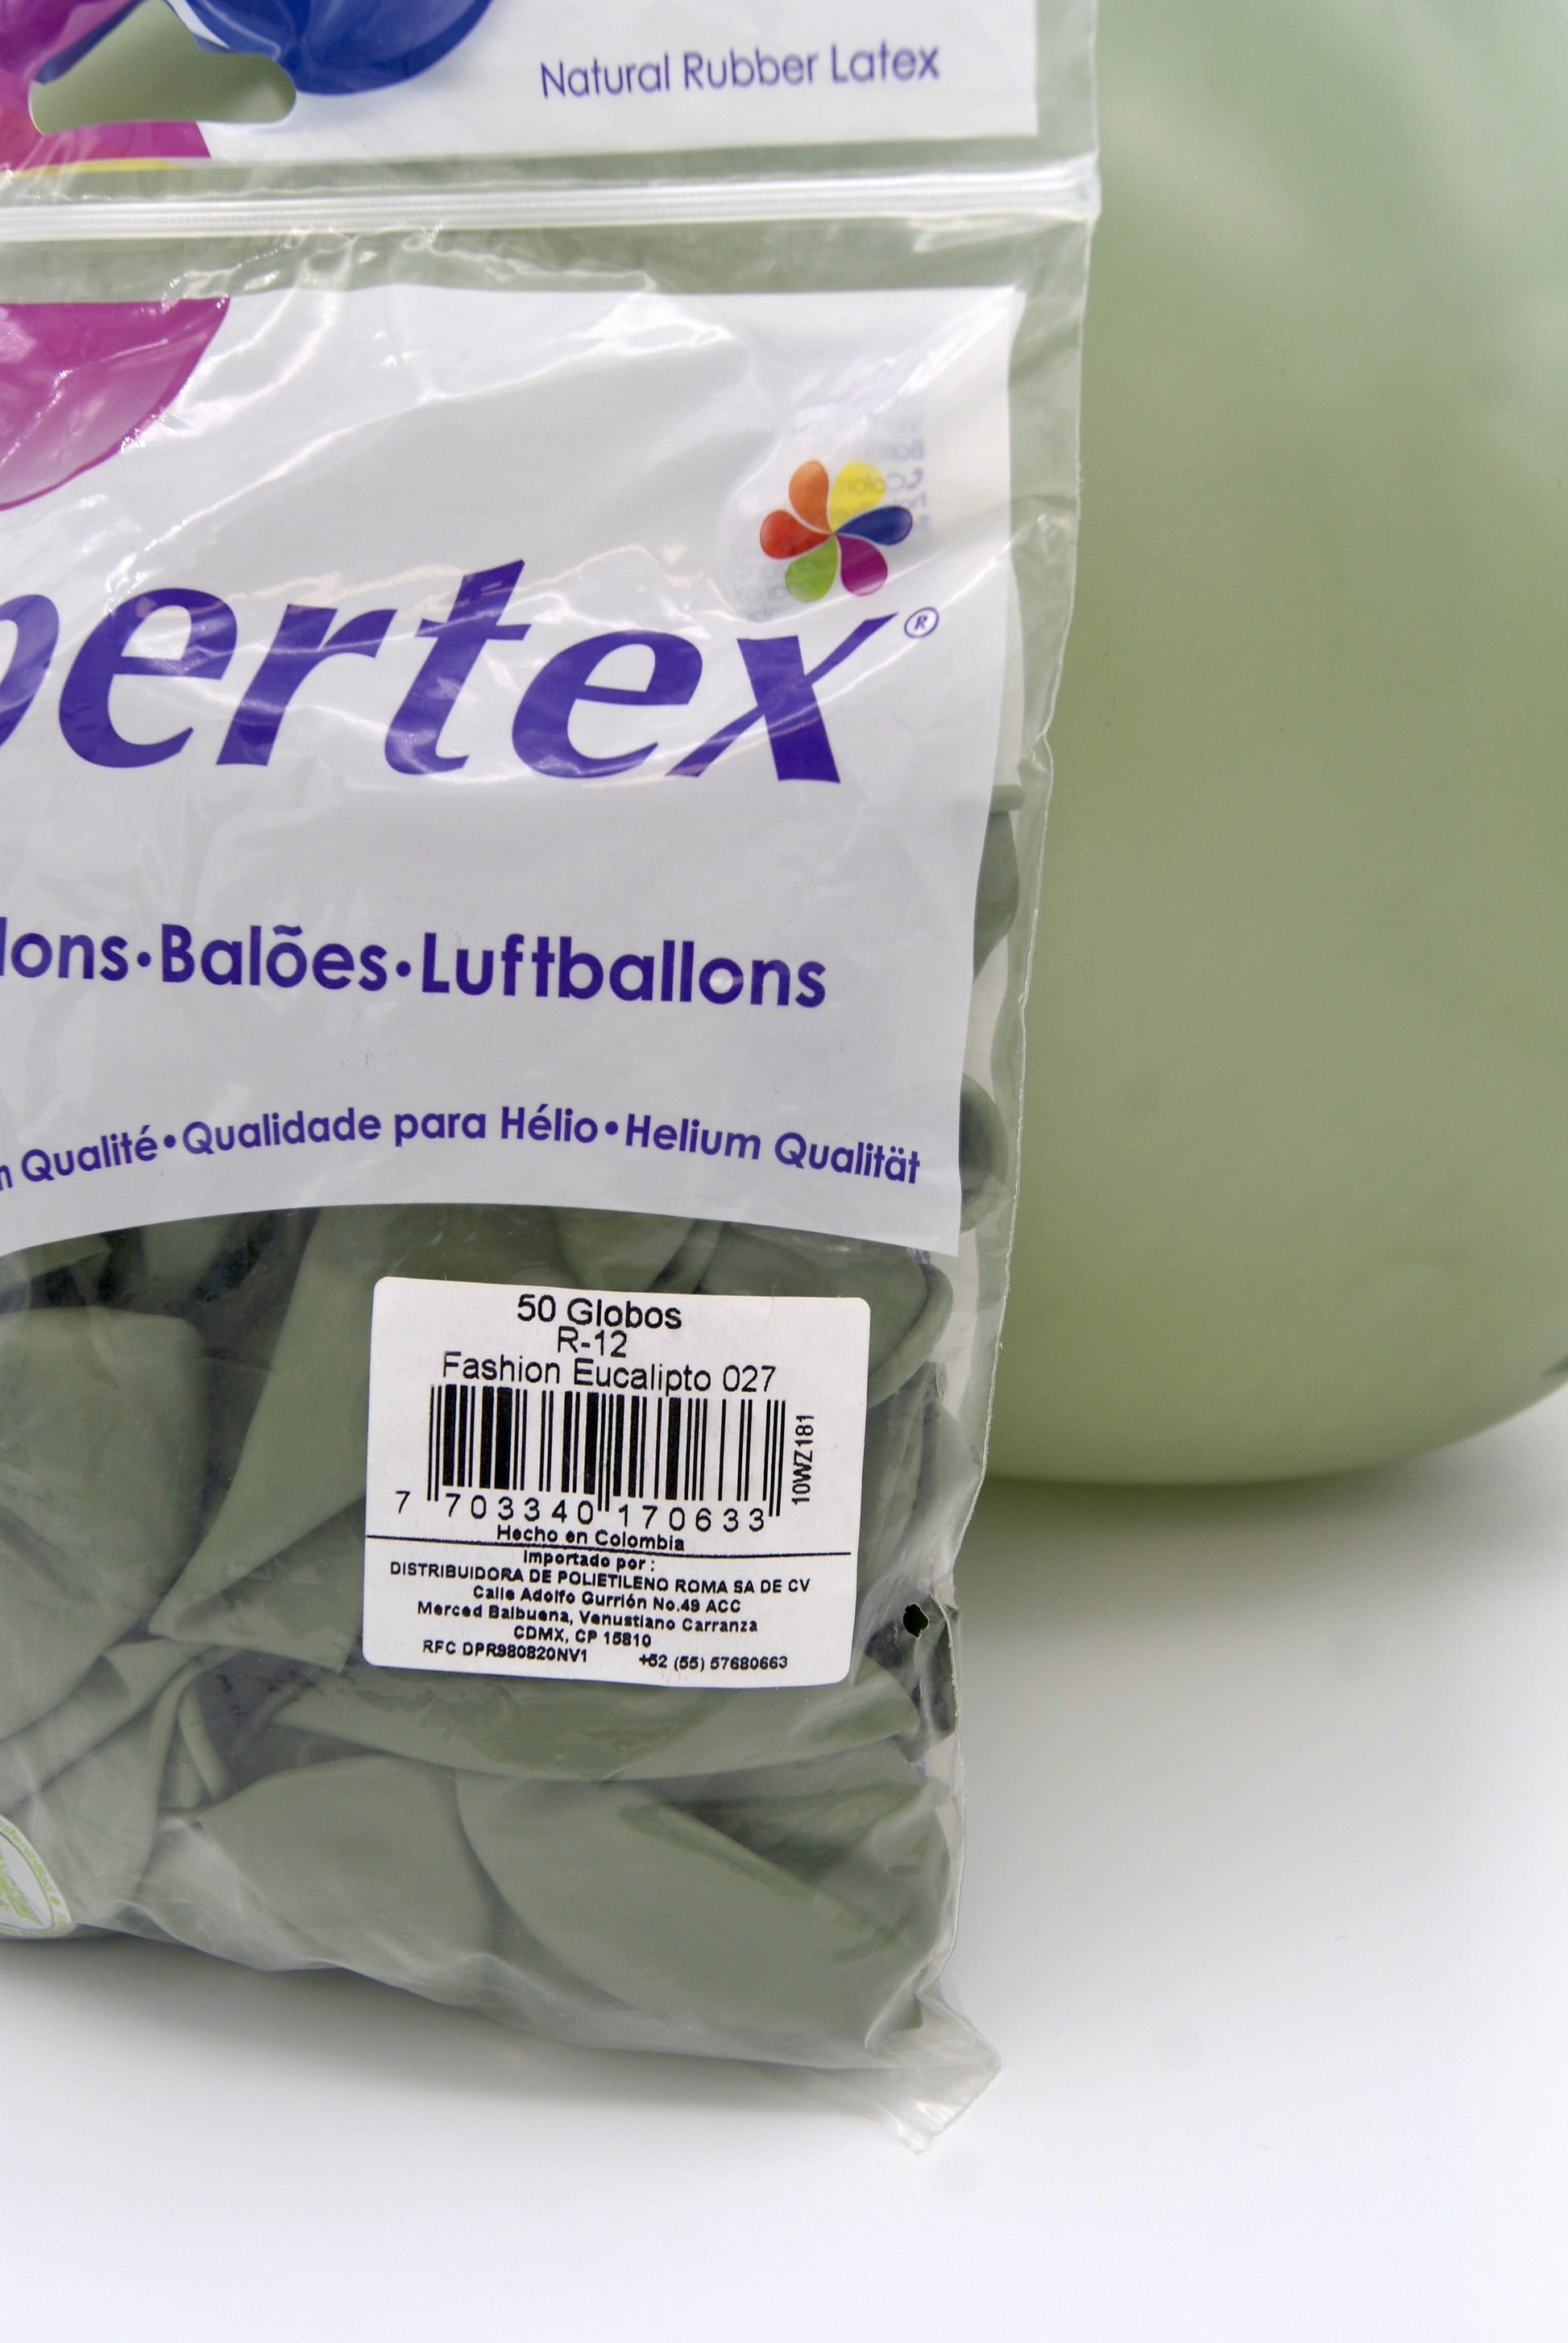 Natural Rubber Latex
pertex®
lons•Balões•Luftballons
n Qualité•Qualidade para Hélio•Helium Qualität
50 Globos
R-12
Fashion Eucalipto 027
10WZ181
7 703340 170633
Hecho en Colombia
Importado por :
DISTRIBUIDORA DE POLIETILENO ROMA SA DE CV
Calle Adolfo Gurrión No.49 ACC
Merced Balbuena, Venustiano Carranza
CDMX, CP 15810
RFC DPR980820NV1 +52 (55) 57680663